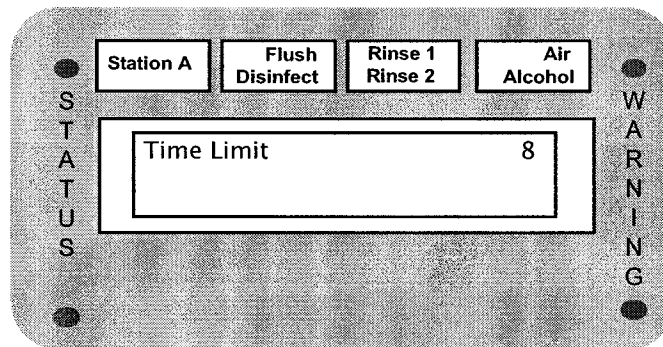 Station A
Flush
Disinfect
Rinse 1
Rinse 2
Air
Alcohol
STATUS
Time Limit 8
WARNING